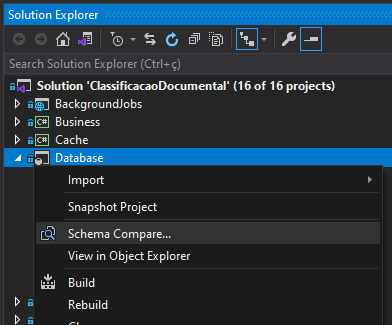 Solution Explorer
Search Solution Explorer (Ctrl+ç)
Solution 'ClassificacaoDocumental' (16 of 16 projects)
BackgroundJobs
C# Business
C# Cache
Database
Import
Snapshot Project
Schema Compare...
View in Object Explorer
Build
Rebuild